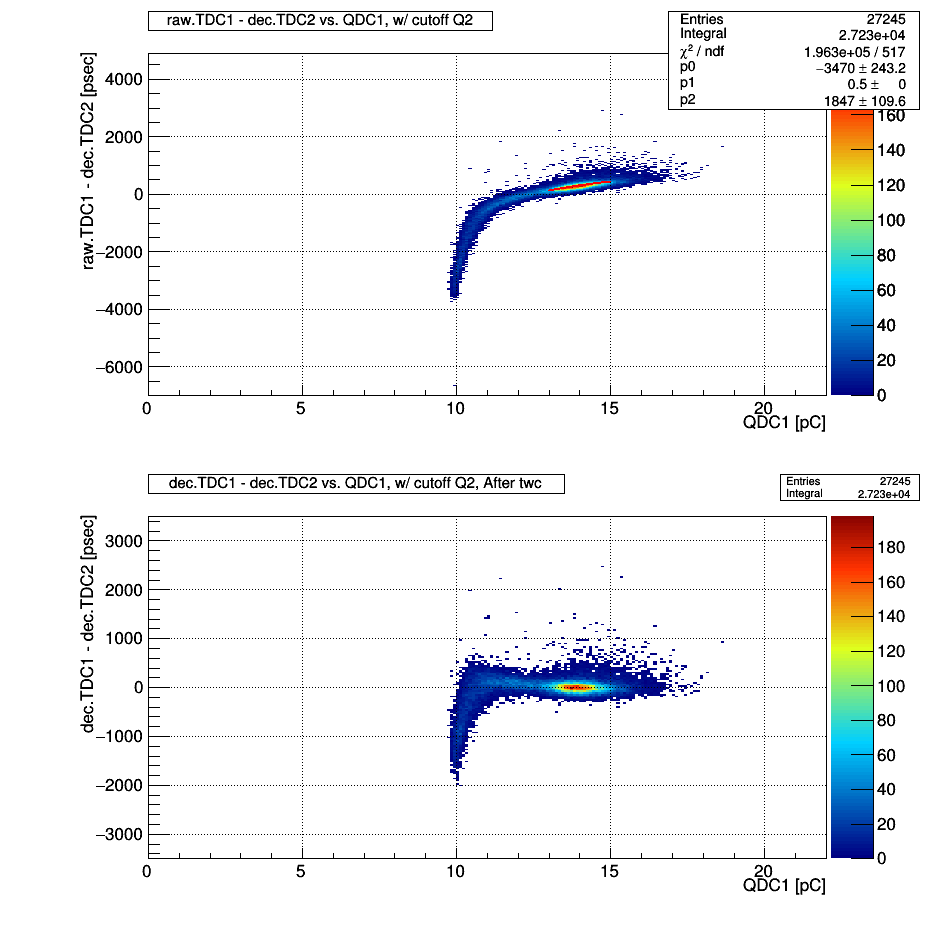 raw.TDC1 - dec.TDC2 vs. QDC1, w/ cutoff Q2
Entries 27245
Integral 2.723e+04
χ² / ndf 1.963e+05 / 517
p0 −3470 ± 243.2
p1 0.5 ± 0
p2 1847 ± 109.6
raw.TDC1 - dec.TDC2 [psec]
4000
2000
0
−2000
−4000
−6000
160
140
120
100
80
60
40
20
0
0 5 10 15 20
QDC1 [pC]
dec.TDC1 - dec.TDC2 vs. QDC1, w/ cutoff Q2, After twc
Entries 27245
Integral 2.723e+04
dec.TDC1 - dec.TDC2 [psec]
3000
2000
1000
0
−1000
−2000
−3000
180
160
140
120
100
80
60
40
20
0
0 5 10 15 20
QDC1 [pC]